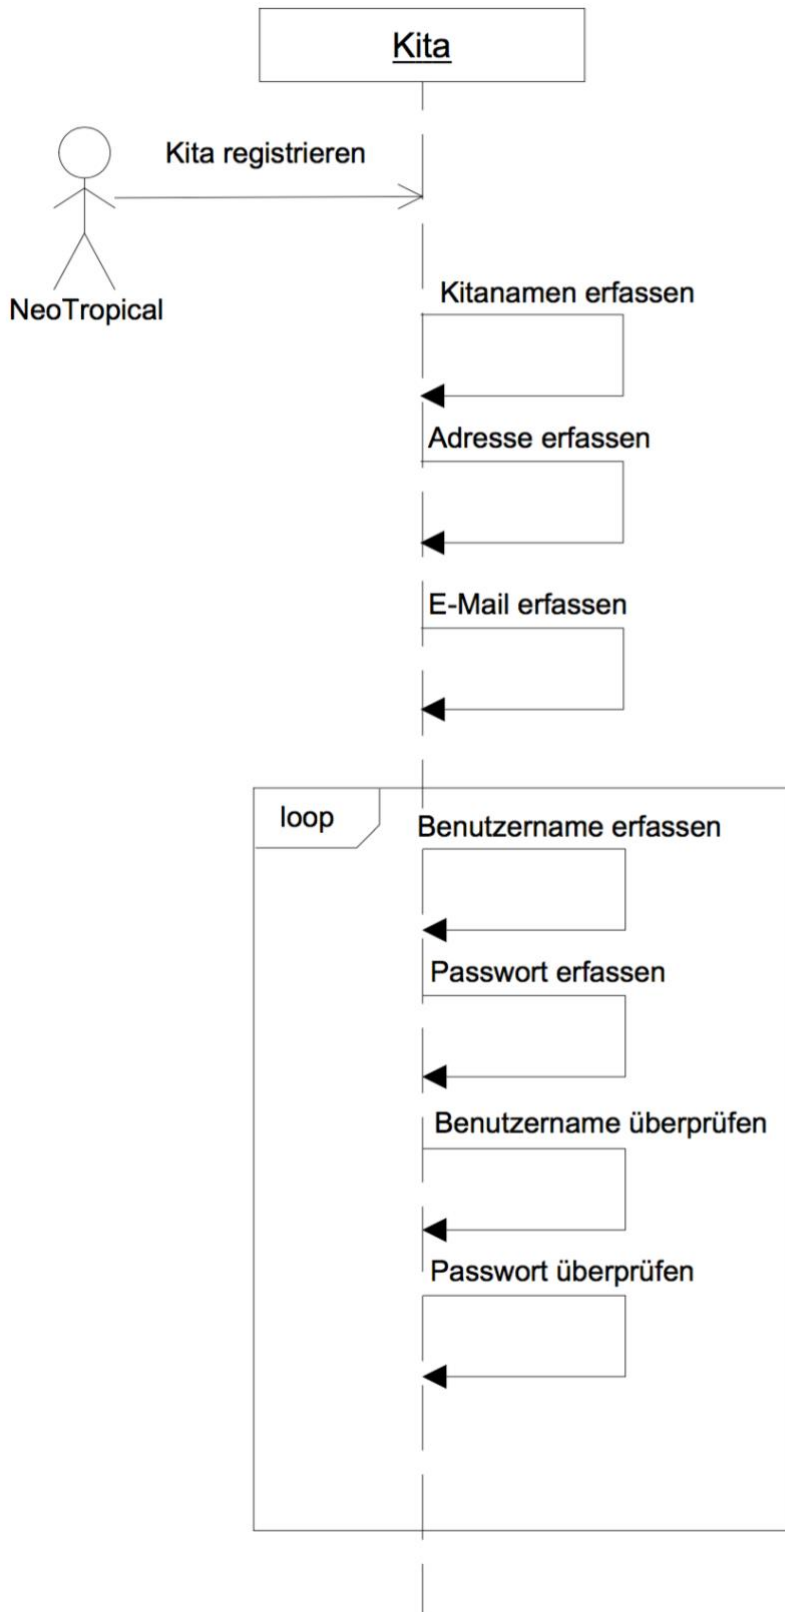 Kita
Kita registrieren
NeoTropical
Kitanamen erfassen
Adresse erfassen
E-Mail erfassen
loop
Benutzername erfassen
Passwort erfassen
Benutzername überprüfen
Passwort überprüfen